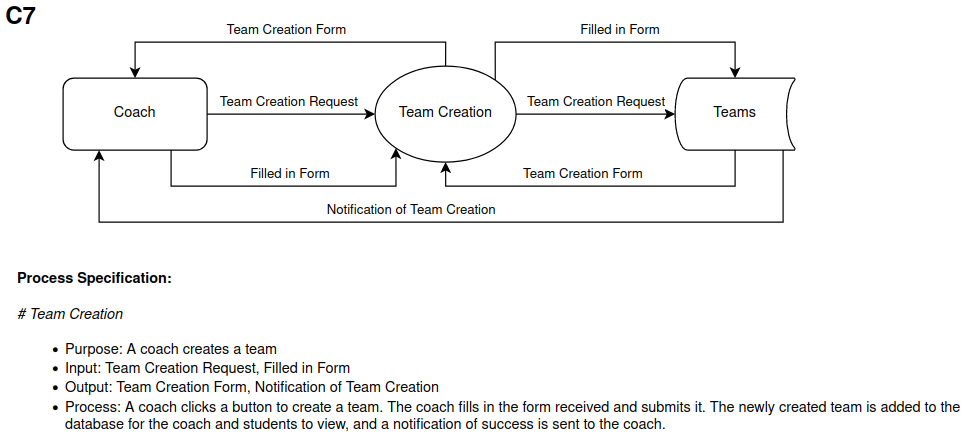 C7
Team Creation Form
Filled in Form
Coach
Team Creation Request
Team Creation
Team Creation Request
Teams
Filled in Form
Team Creation Form
Notification of Team Creation
Process Specification:
# Team Creation
• Purpose: A coach creates a team
• Input: Team Creation Request, Filled in Form
• Output: Team Creation Form, Notification of Team Creation
• Process: A coach clicks a button to create a team. The coach fills in the form received and submits it. The newly created team is added to the
database for the coach and students to view, and a notification of success is sent to the coach.